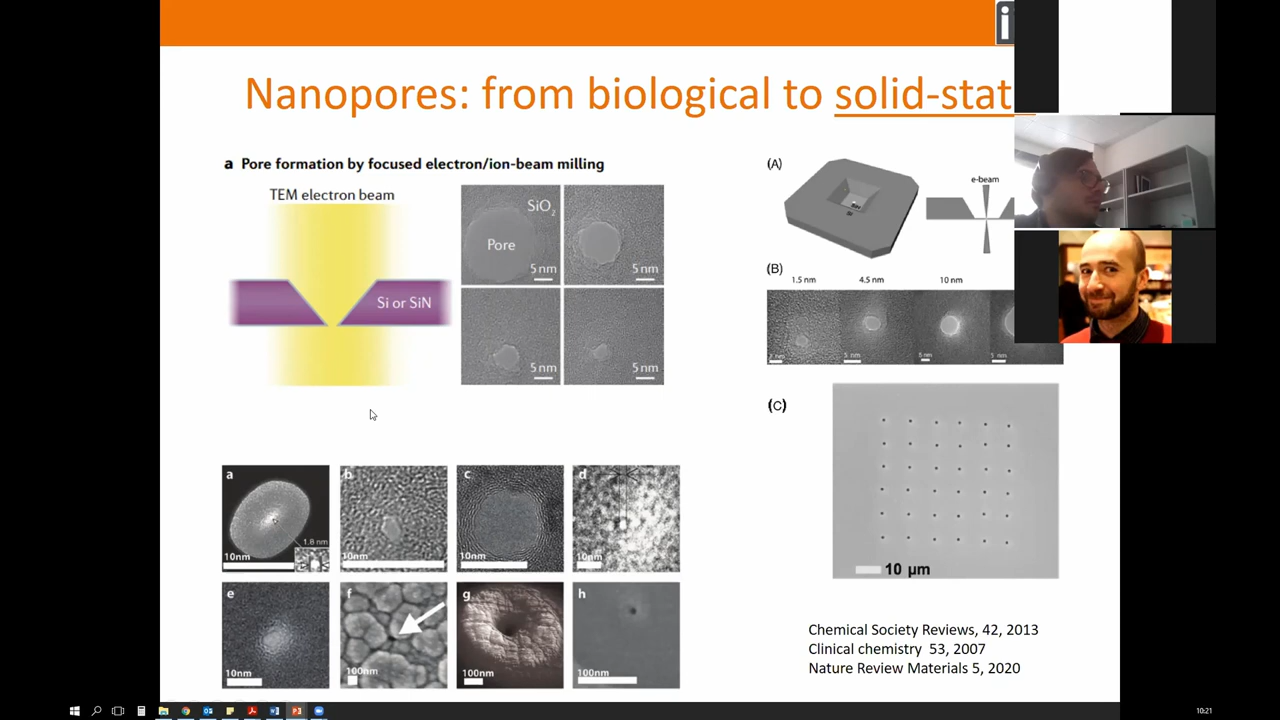 Nanopores: from biological to solid-stat
a Pore formation by focused electron/ion-beam milling
TEM electron beam
Si or SiN
SiO2
Pore
5 nm
5 nm
5 nm
5 nm
(A)
e-beam
(B)
1.5 nm
4.5 nm
10 nm
5 nm
5 nm
5 nm
(C)
10 µm
a
1.8 nm
10nm
b
10nm
c
10nm
d
10nm
e
10nm
f
100nm
g
100nm
h
100nm
Chemical Society Reviews, 42, 2013
Clinical chemistry 53, 2007
Nature Review Materials 5, 2020
10:21